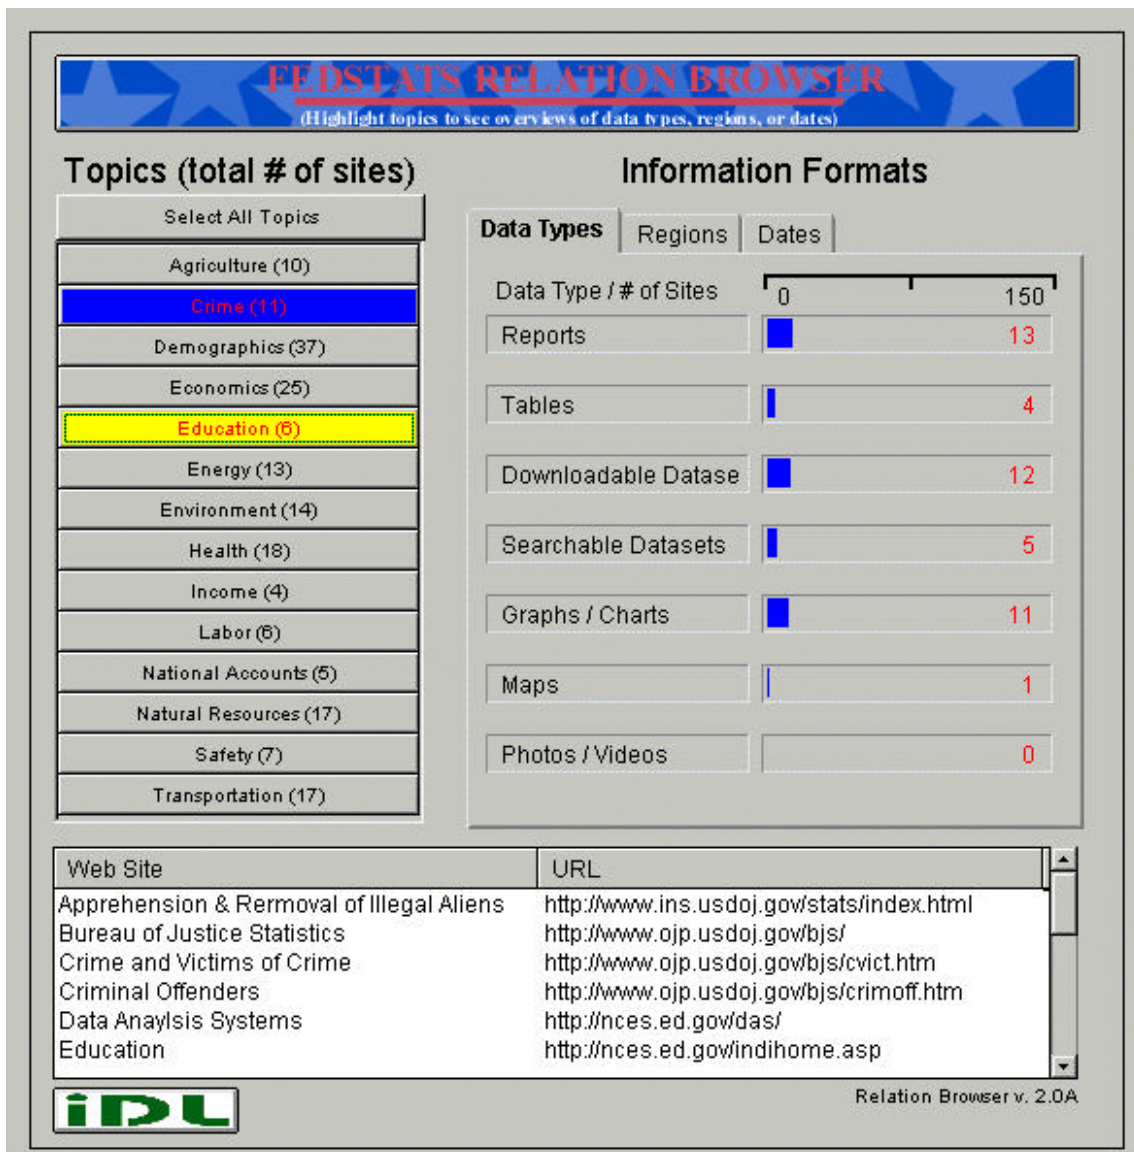 FEDSTATS RELATION BROWSER
(Highlight topics to see overviews of data types, regions, or dates)
Topics (total # of sites)
Select All Topics
Agriculture (10)
Crime (11)
Demographics (37)
Economics (25)
Education (6)
Energy (13)
Environment (14)
Health (18)
Income (4)
Labor (6)
National Accounts (5)
Natural Resources (17)
Safety (7)
Transportation (17)
Information Formats
Data Types Regions Dates
Data Type / # of Sites 0 150
Reports 13
Tables 4
Downloadable Datase 12
Searchable Datasets 5
Graphs / Charts 11
Maps 1
Photos / Videos 0
Web Site URL
Apprehension & Rermoval of Illegal Aliens http://www.ins.usdoj.gov/stats/index.html
Bureau of Justice Statistics http://www.ojp.usdoj.gov/bjs/
Crime and Victims of Crime http://www.ojp.usdoj.gov/bjs/cvict.htm
Criminal Offenders http://www.ojp.usdoj.gov/bjs/crimoff.htm
Data Anaylsis Systems http://nces.ed.gov/das/
Education http://nces.ed.gov/indihome.asp
iDL
Relation Browser v. 2.0A